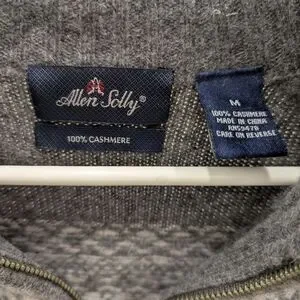 Allen Solly®
100% CASHMERE
M
100% CASHMERE
MADE IN CHINA
RN59478
CARE ON REVERSE